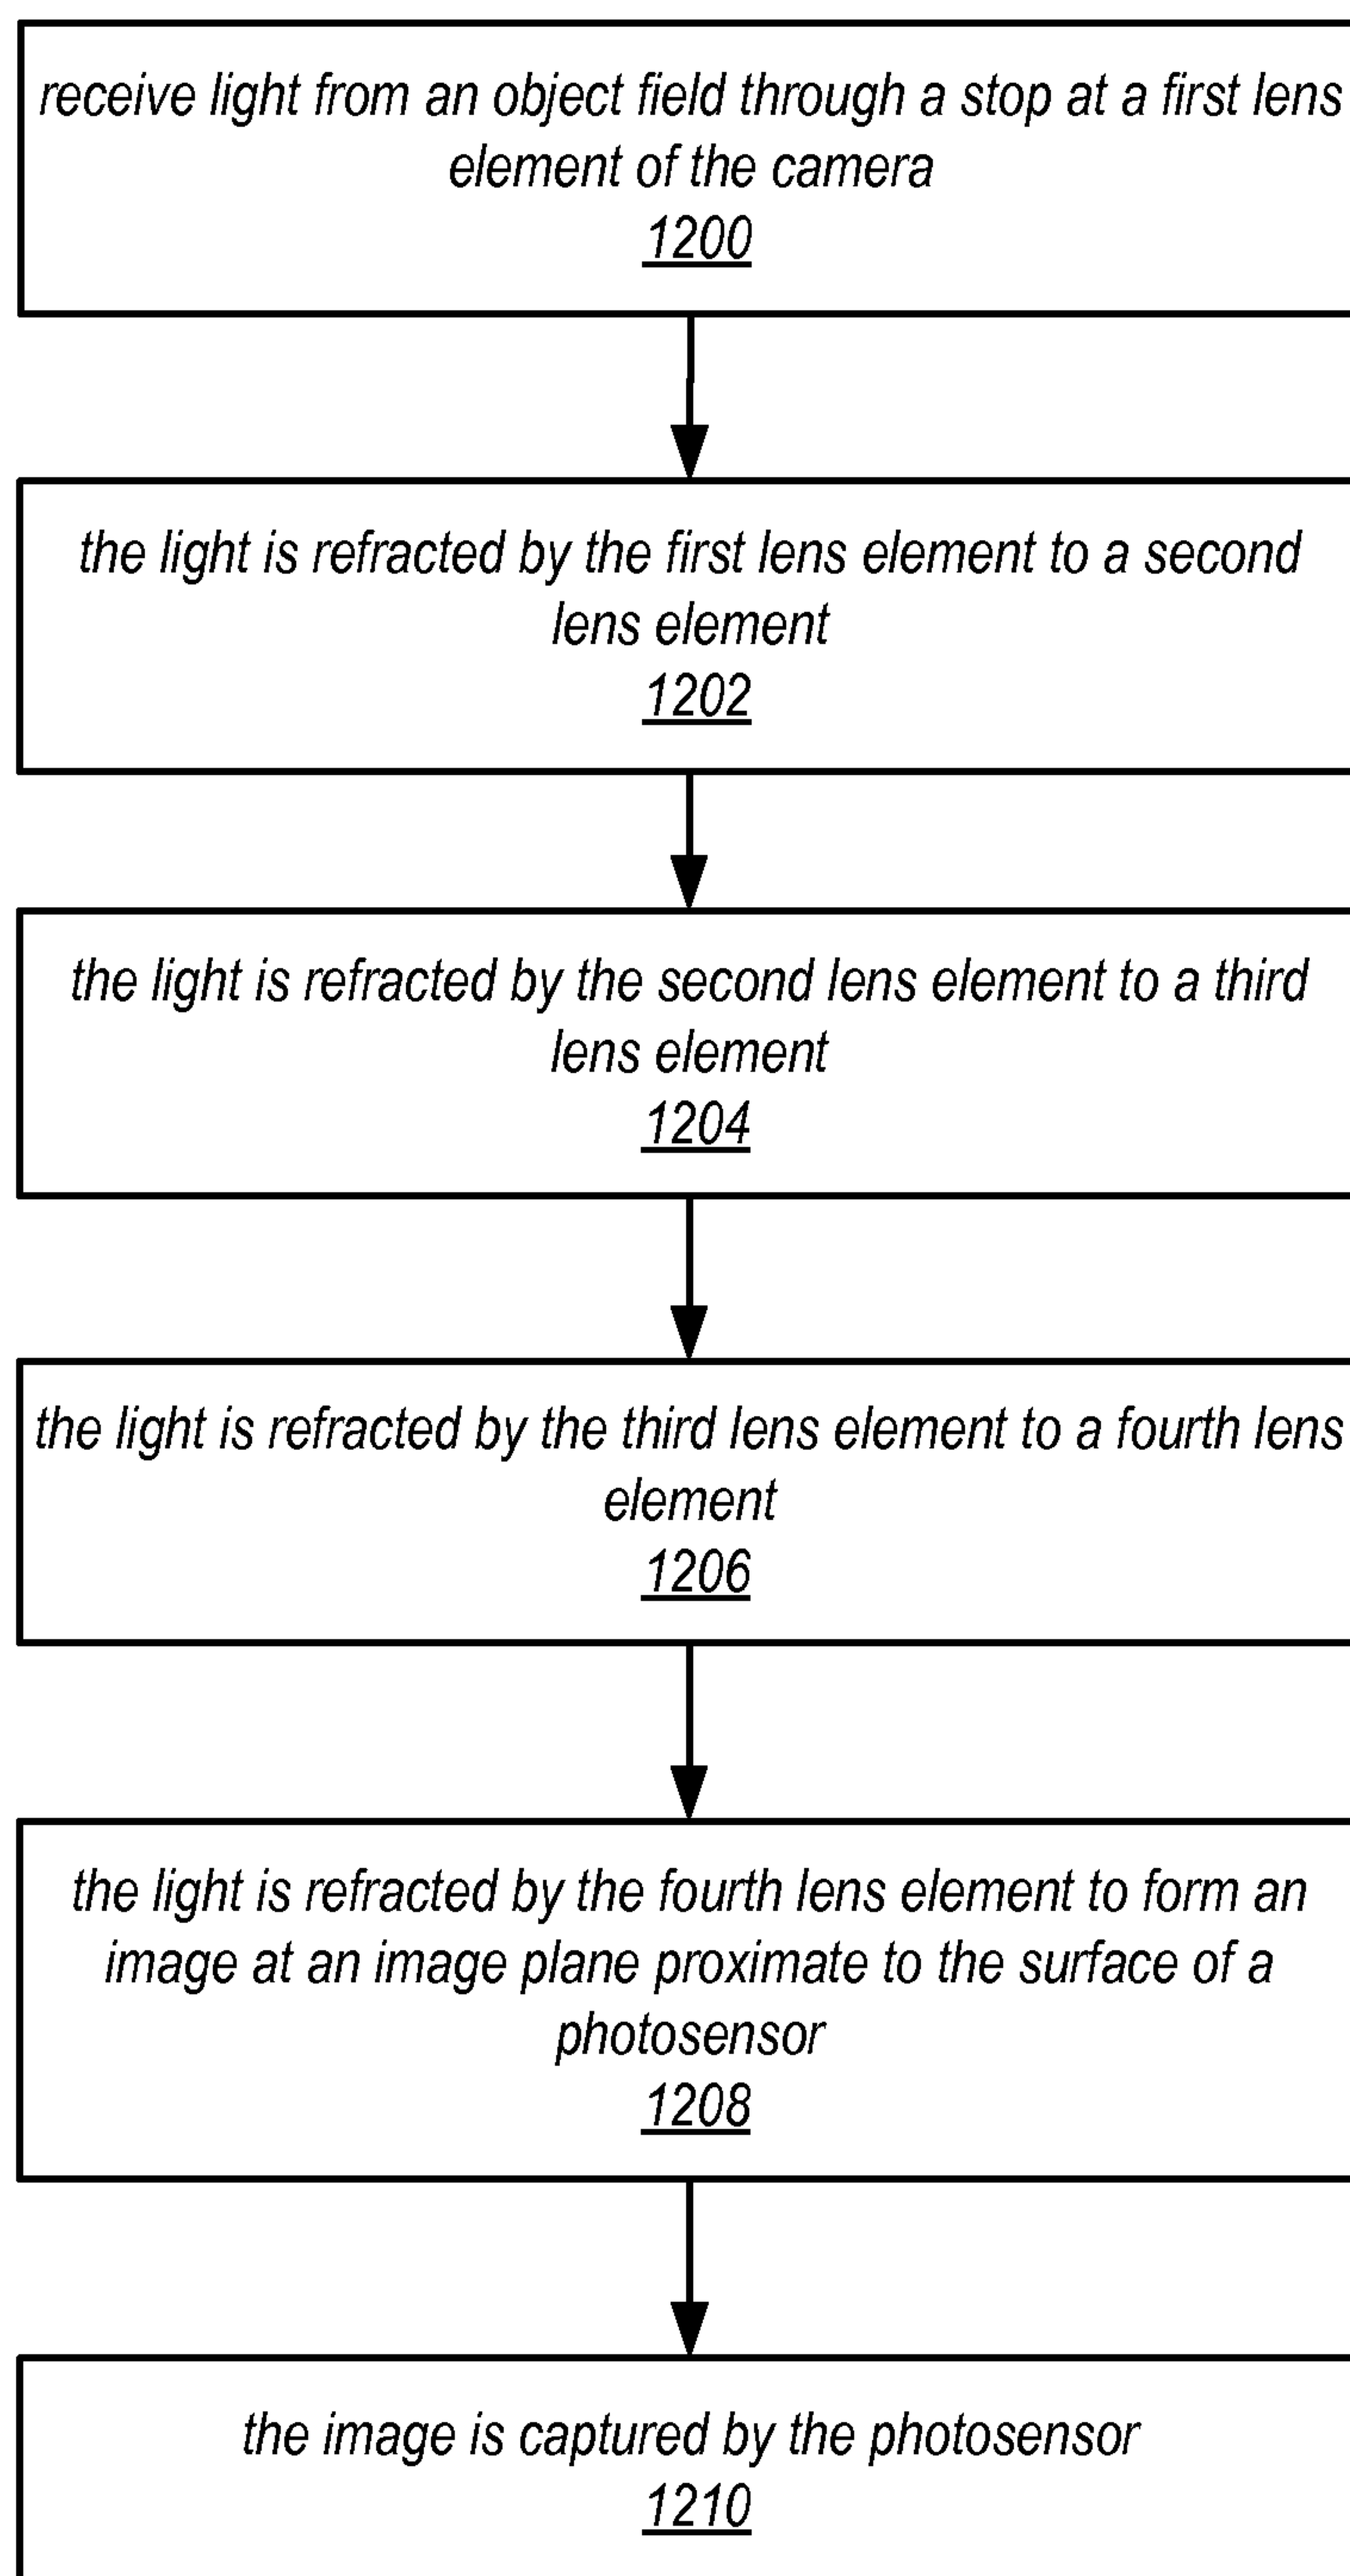 receive light from an object field through a stop at a first lens
element of the camera
1200
the light is refracted by the first lens element to a second
lens element
1202
the light is refracted by the second lens element to a third
lens element
1204
the light is refracted by the third lens element to a fourth lens
element
1206
the light is refracted by the fourth lens element to form an
image at an image plane proximate to the surface of a
photosensor
1208
the image is captured by the photosensor
1210